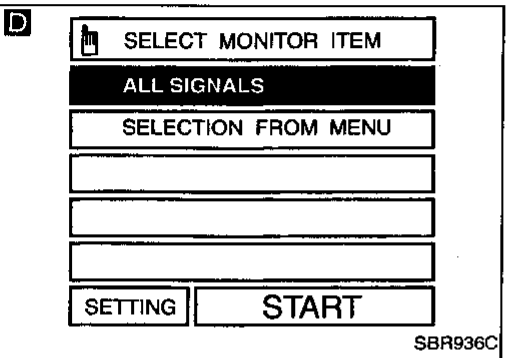 D
SELECT MONITOR ITEM
ALL SIGNALS
SELECTION FROM MENU
SETTING START
SBR936C